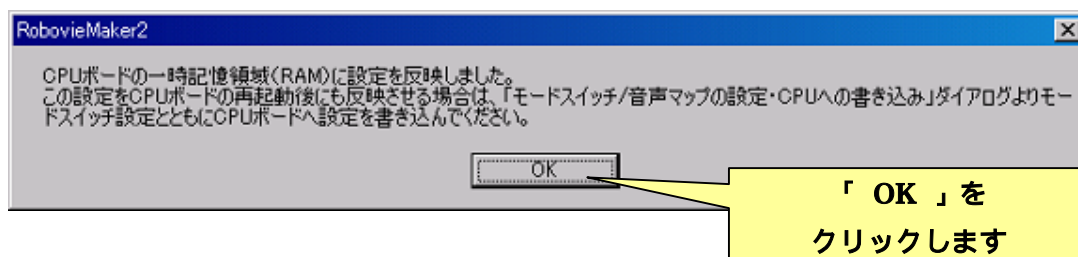 RobovieMaker2
CPUボードの一時記憶領域(RAM)に設定を反映しました。
この設定をCPUボードの再起動後にも反映させる場合は、「モードスイッチ/音声マップの設定・CPUへの書き込み」ダイアログよりモー
ドスイッチ設定とともにCPUボードへ設定を書き込んでください。
OK
「 OK 」を
クリックします